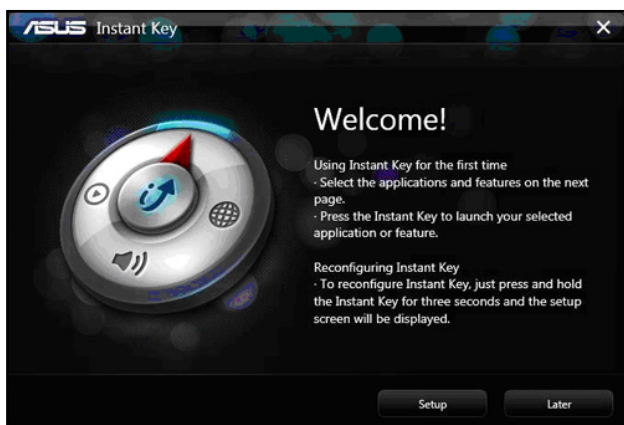 ASUS Instant Key
Welcome!
Using Instant Key for the first time
· Select the applications and features on the next
page.
· Press the Instant Key to launch your selected
application or feature.
Reconfiguring Instant Key
· To reconfigure Instant Key, just press and hold
the Instant Key for three seconds and the setup
screen will be displayed.
Setup Later